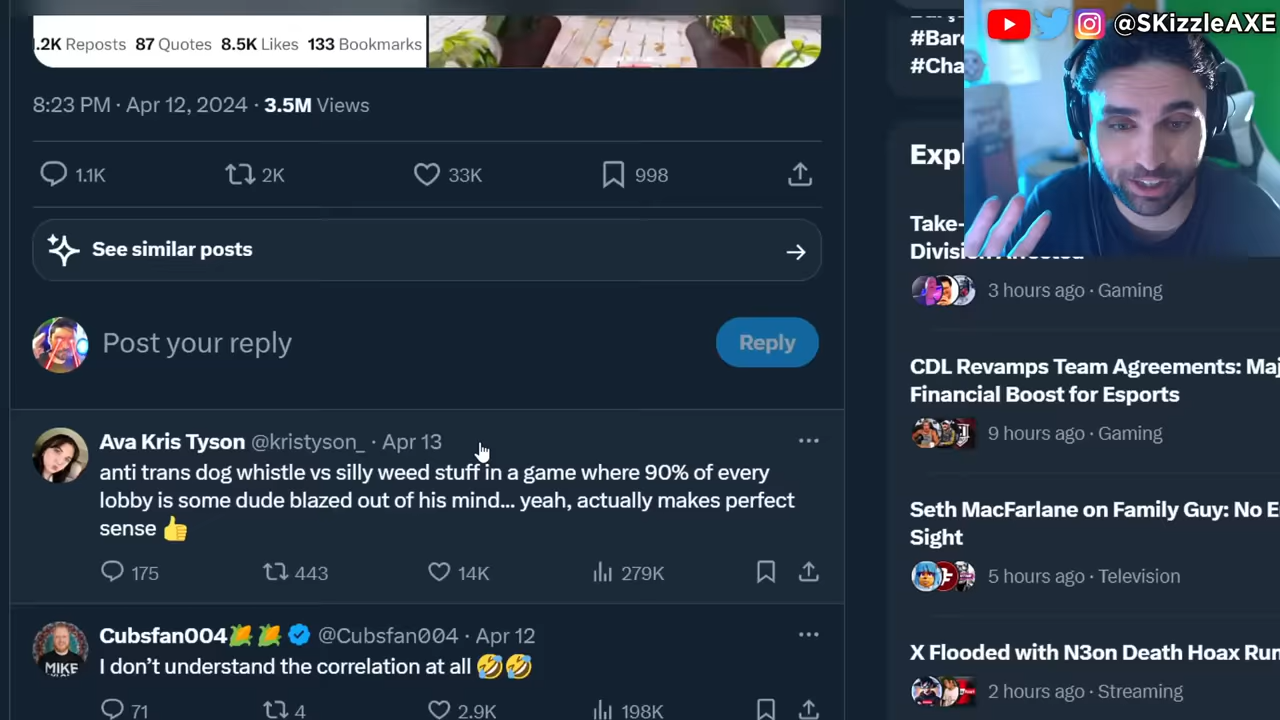 @SKizzleAXE
.2K Reposts 87 Quotes 8.5K Likes 133 Bookmarks
#Bar
#Cha
8:23 PM · Apr 12, 2024 · 3.5M Views
1.1K 2K 33K 998
Expl
See similar posts
Take-
Division Affected
3 hours ago · Gaming
Post your reply
Reply
CDL Revamps Team Agreements: Maj
Financial Boost for Esports
9 hours ago · Gaming
Ava Kris Tyson @kristyson_ · Apr 13
anti trans dog whistle vs silly weed stuff in a game where 90% of every
lobby is some dude blazed out of his mind... yeah, actually makes perfect
sense 👍
175 443 14K 279K
Seth MacFarlane on Family Guy: No E
Sight
5 hours ago · Television
Cubsfan004🌽🌽 @Cubsfan004 · Apr 12
I don't understand the correlation at all 🤣🤣
71 4 2.9K 198K
MIKE
X Flooded with N3on Death Hoax Ru
2 hours ago · Streaming